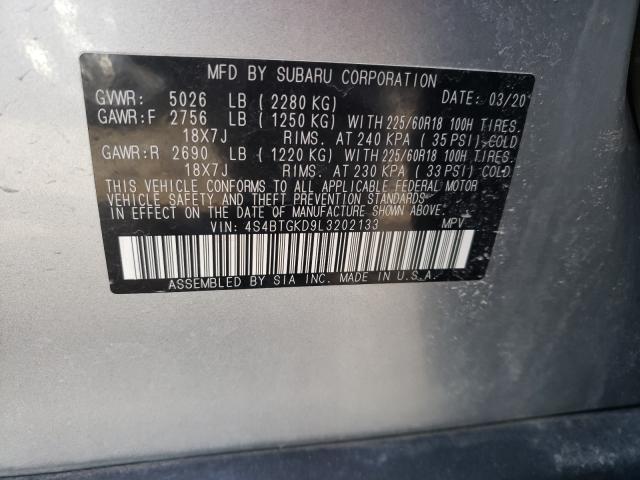 MFD BY SUBARU CORPORATION
GVWR: 5026 LB (2280 KG) DATE: 03/20
GAWR:F 2756 LB (1250 KG) WITH 225/60R18 100H TIRES.
18X7J RIMS. AT 240 KPA (35 PSI) COLD
GAWR:R 2690 LB (1220 KG) WITH 225/60R18 100H TIRES.
18X7J RIMS. AT 230 KPA (33 PSI) COLD
THIS VEHICLE CONFORMS TO ALL APPLICABLE FEDERAL MOTOR
VEHICLE SAFETY AND THEFT PREVENTION STANDARDS
IN EFFECT ON THE DATE OF MANUFACTURE SHOWN ABOVE.
VIN: 4S4BTGKD9L3202133 MPV
ASSEMBLED BY SIA INC. MADE IN U.S.A.